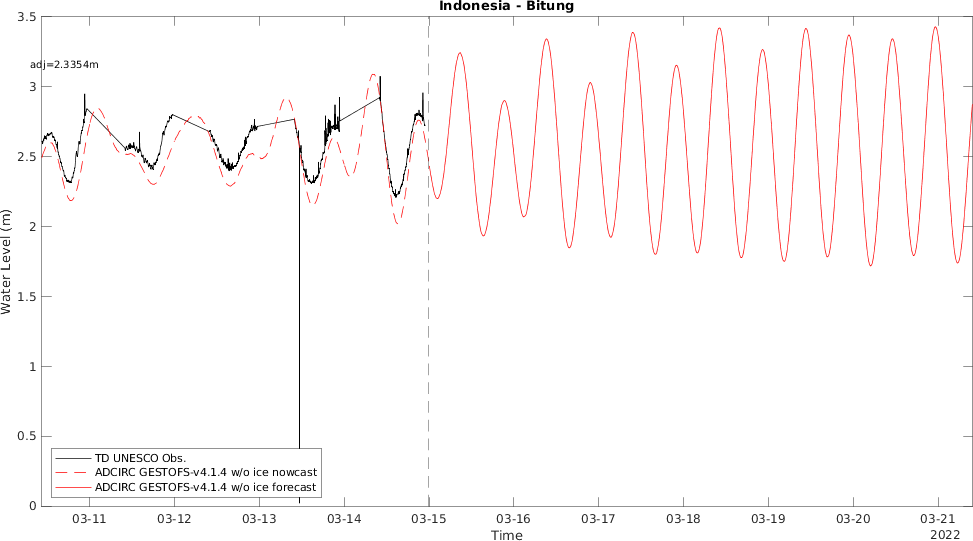 Indonesia - Bitung
adj=2.3354m
3.5
3
2.5
2
1.5
1
0.5
0
Water Level (m)
TD UNESCO Obs.
ADCIRC GESTOFS-v4.1.4 w/o ice nowcast
ADCIRC GESTOFS-v4.1.4 w/o ice forecast
03-11 03-12 03-13 03-14 03-15 03-16 03-17 03-18 03-19 03-20 03-21
Time
2022